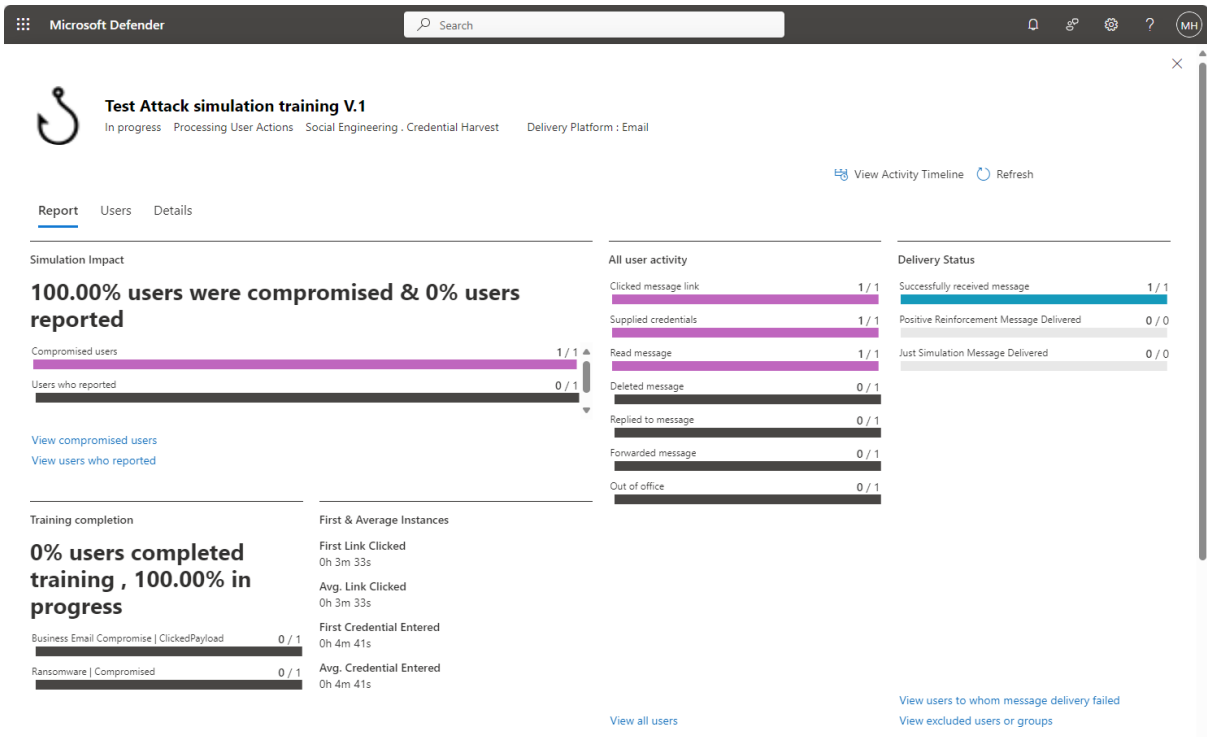 Microsoft Defender
Search
MH
Test Attack simulation training V.1
In progress Processing User Actions Social Engineering . Credential Harvest Delivery Platform : Email
View Activity Timeline Refresh
Report Users Details
Simulation Impact
100.00% users were compromised & 0% users
reported
Compromised users 1 / 1
Users who reported 0 / 1
View compromised users
View users who reported
All user activity
Clicked message link 1 / 1
Supplied credentials 1 / 1
Read message 1 / 1
Deleted message 0 / 1
Replied to message 0 / 1
Forwarded message 0 / 1
Out of office 0 / 1
View all users
Delivery Status
Successfully received message 1 / 1
Positive Reinforcement Message Delivered 0 / 0
Just Simulation Message Delivered 0 / 0
View users to whom message delivery failed
View excluded users or groups
Training completion
0% users completed
training , 100.00% in
progress
Business Email Compromise | ClickedPayload 0 / 1
Ransomware | Compromised 0 / 1
First & Average Instances
First Link Clicked
0h 3m 33s
Avg. Link Clicked
0h 3m 33s
First Credential Entered
0h 4m 41s
Avg. Credential Entered
0h 4m 41s